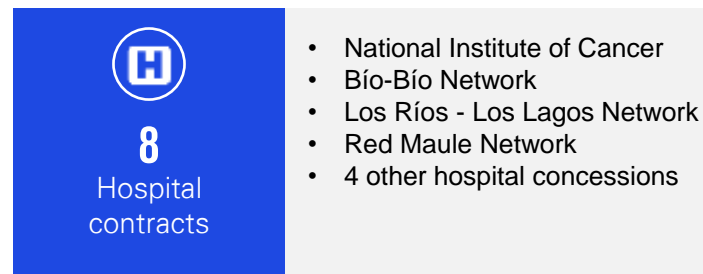 H
8
Hospital
contracts
• National Institute of Cancer
• Bío-Bío Network
• Los Ríos - Los Lagos Network
• Red Maule Network
• 4 other hospital concessions